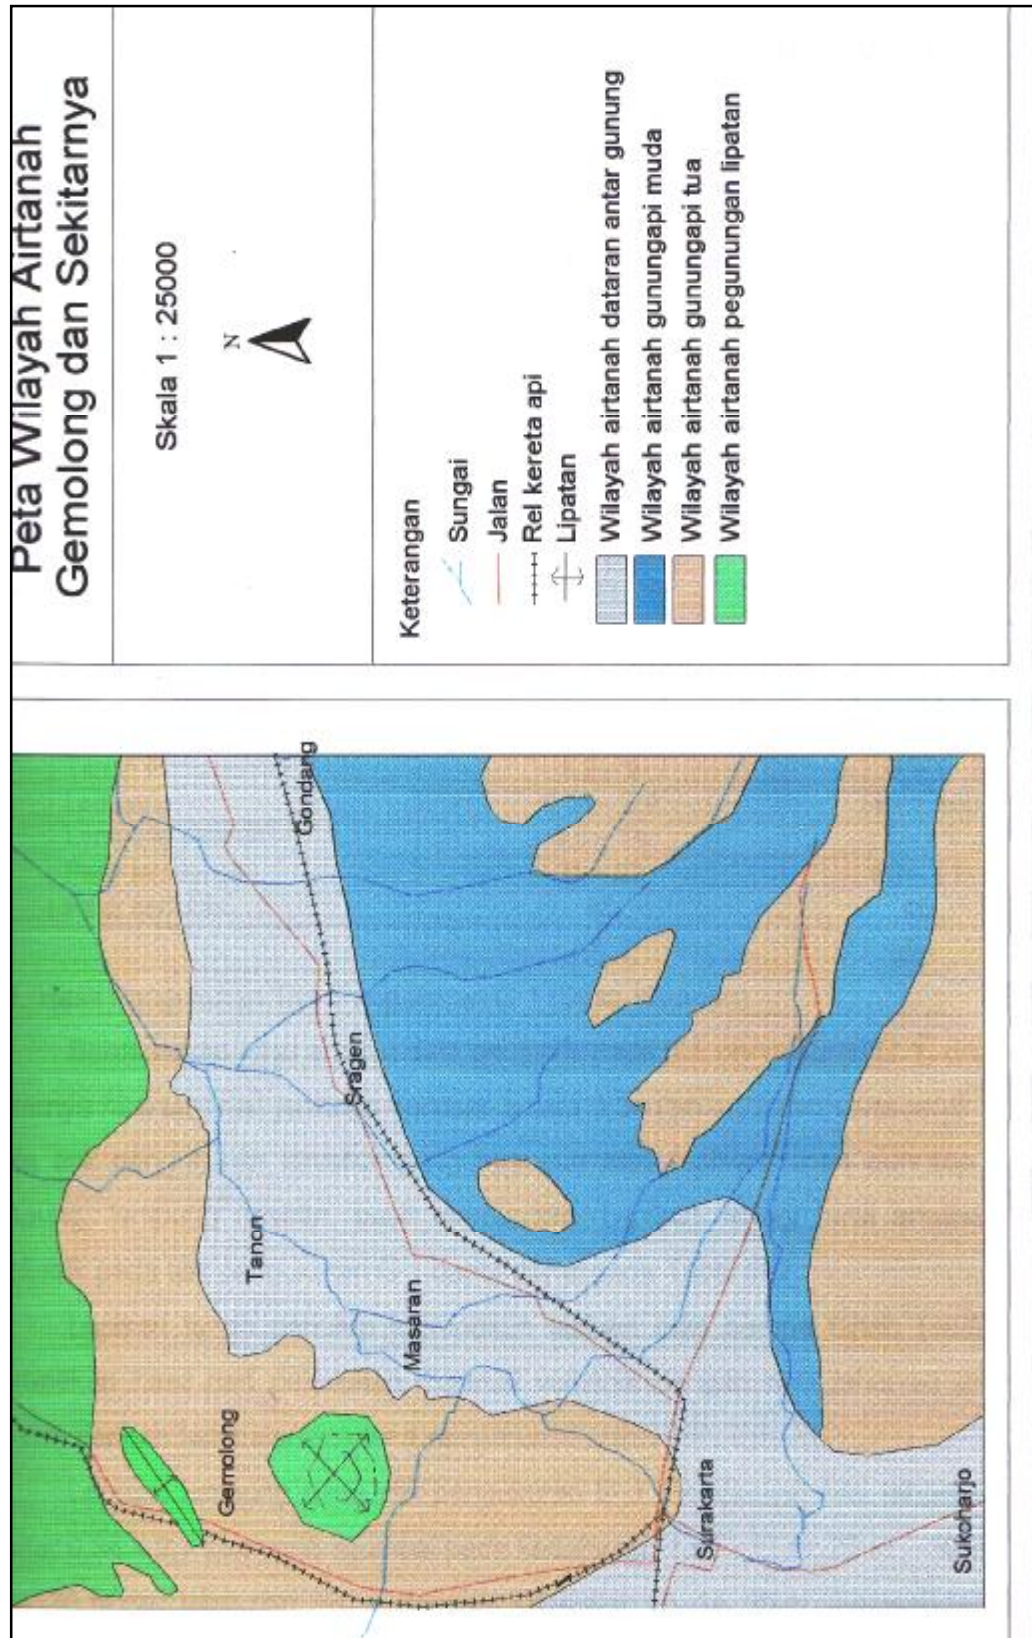 Peta Wilayah Airtanah
Gemolong dan Sekitarnya
Skala 1 : 25000
N
Keterangan
Sungai
Jalan
Rel kereta api
Lipatan
Wilayah airtanah dataran antar gunung
Wilayah airtanah gunungapi muda
Wilayah airtanah gunungapi tua
Wilayah airtanah pegunungan lipatan
Gemolong
Tanon
Gondang
Sragen
Masaran
Surakarta
Sukoharjo